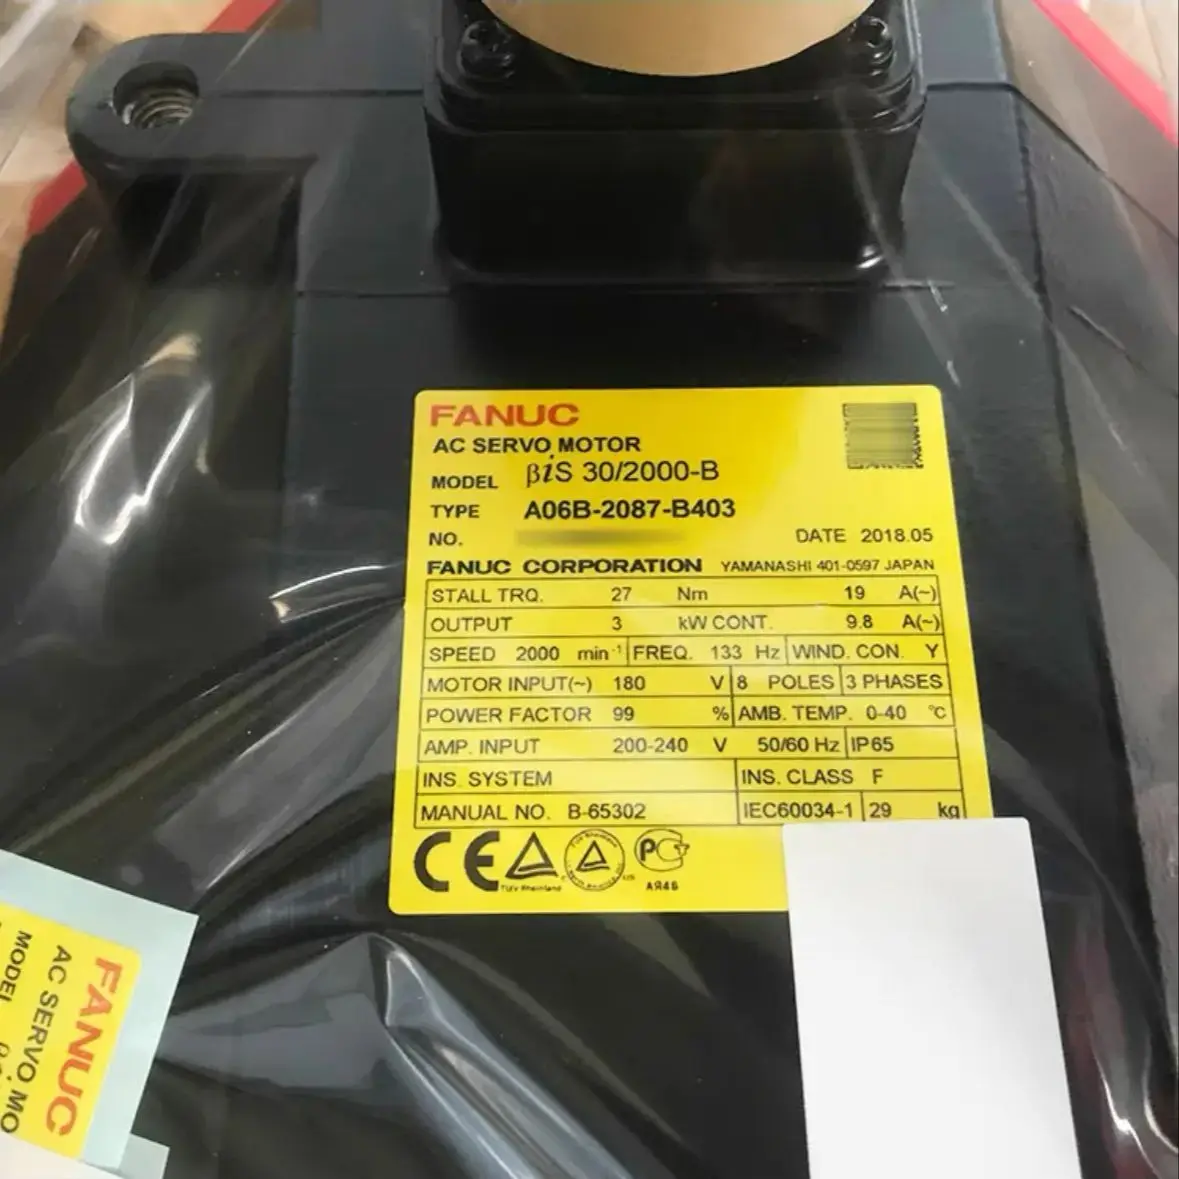 FANUC
AC SERVO MOTOR
MODEL βiS 30/2000-B
TYPE A06B-2087-B403
NO. DATE 2018.05
FANUC CORPORATION YAMANASHI 401-0597 JAPAN
STALL TRQ. 27 Nm 19 A(~)
OUTPUT 3 kW CONT. 9.8 A(~)
SPEED 2000 min⁻¹ FREQ. 133 Hz WIND. CON. Y
MOTOR INPUT(~) 180 V 8 POLES 3 PHASES
POWER FACTOR 99 % AMB. TEMP. 0-40 ℃
AMP. INPUT 200-240 V 50/60 Hz IP65
INS. SYSTEM INS. CLASS F
MANUAL NO. B-65302 IEC60034-1 29 kg
CE
TÜV Rheinland
АЯ46
FANUC
AC SERVO MO
MODEL